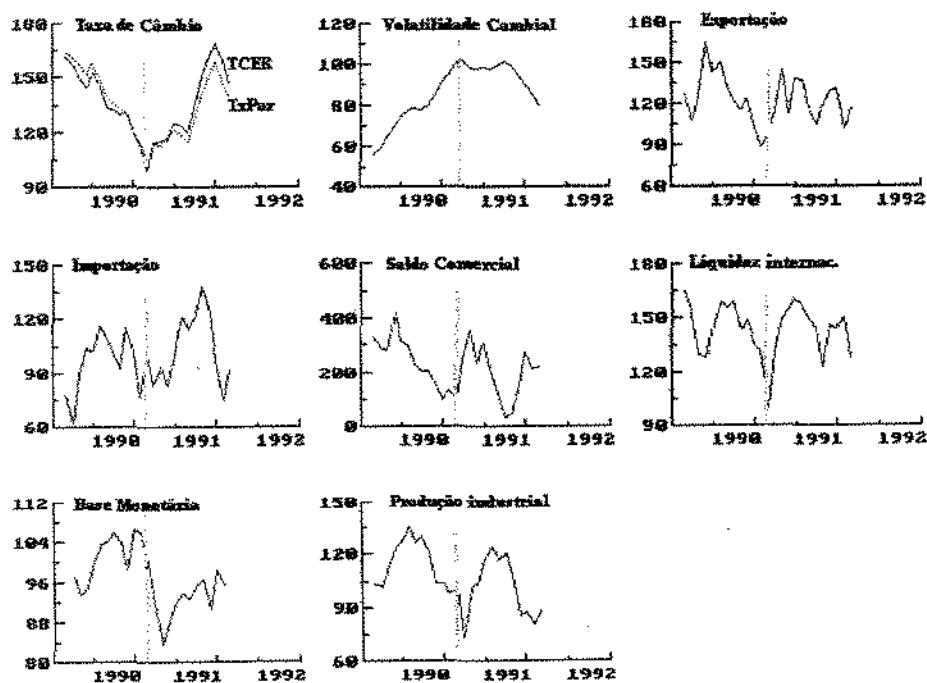 Taxa de Câmbio
180
150
120
90
TCER
TxPoz
1990 1991 1992
Volatilidade Cambial
120
100
80
60
40
1990 1991 1992
Exportação
180
150
120
90
60
1990 1991 1992
Importação
150
120
90
60
1990 1991 1992
Saldo Comercial
600
400
200
0
1990 1991 1992
Liquidez internac.
180
150
120
90
1990 1991 1992
Base Monetária
112
104
96
88
80
1990 1991 1992
Produção industrial
150
120
90
60
1990 1991 1992